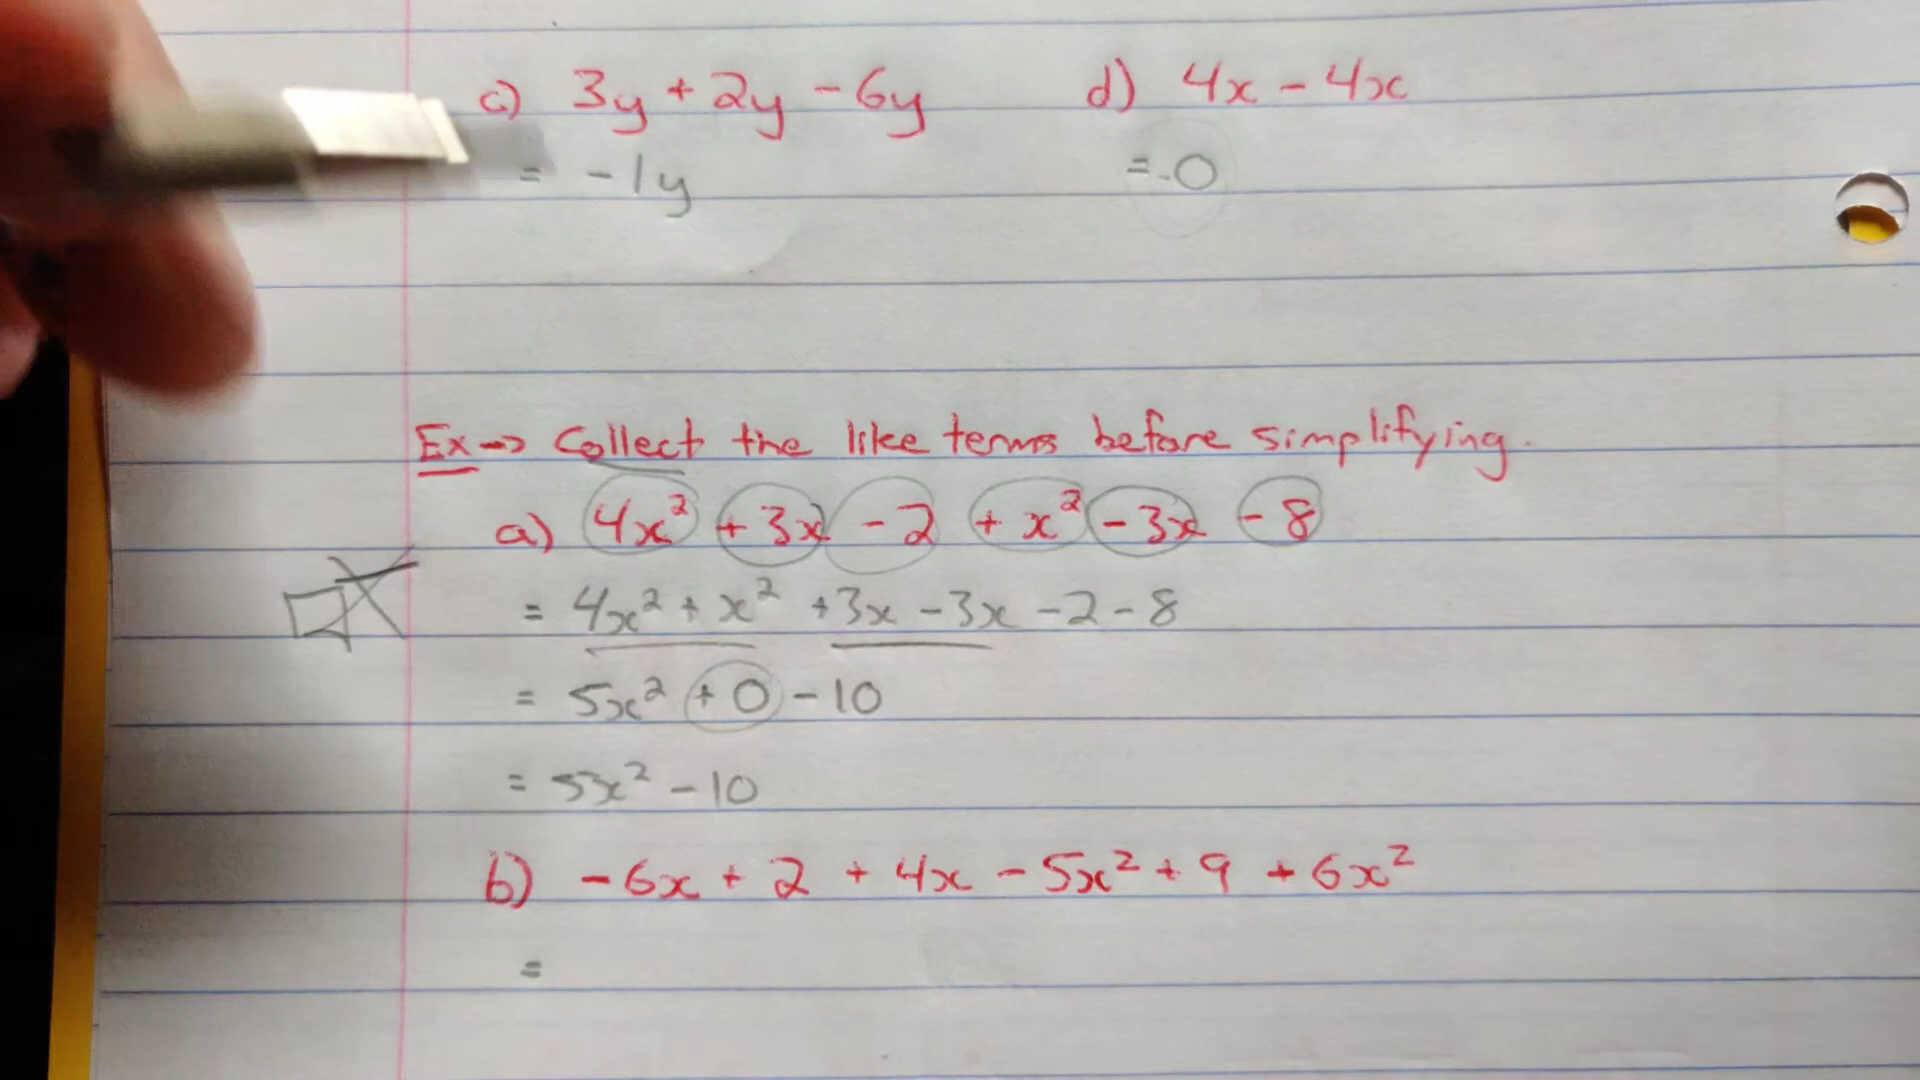 c) 3y + 2y - 6y d) 4x - 4x
= -1y = 0
Ex → Collect the like terms before simplifying.
a) 4x² + 3x - 2 + x² - 3x - 8
= 4x² + x² + 3x - 3x - 2 - 8
= 5x² + 0 - 10
= 5x² - 10
b) - 6x + 2 + 4x - 5x² + 9 + 6x²
=